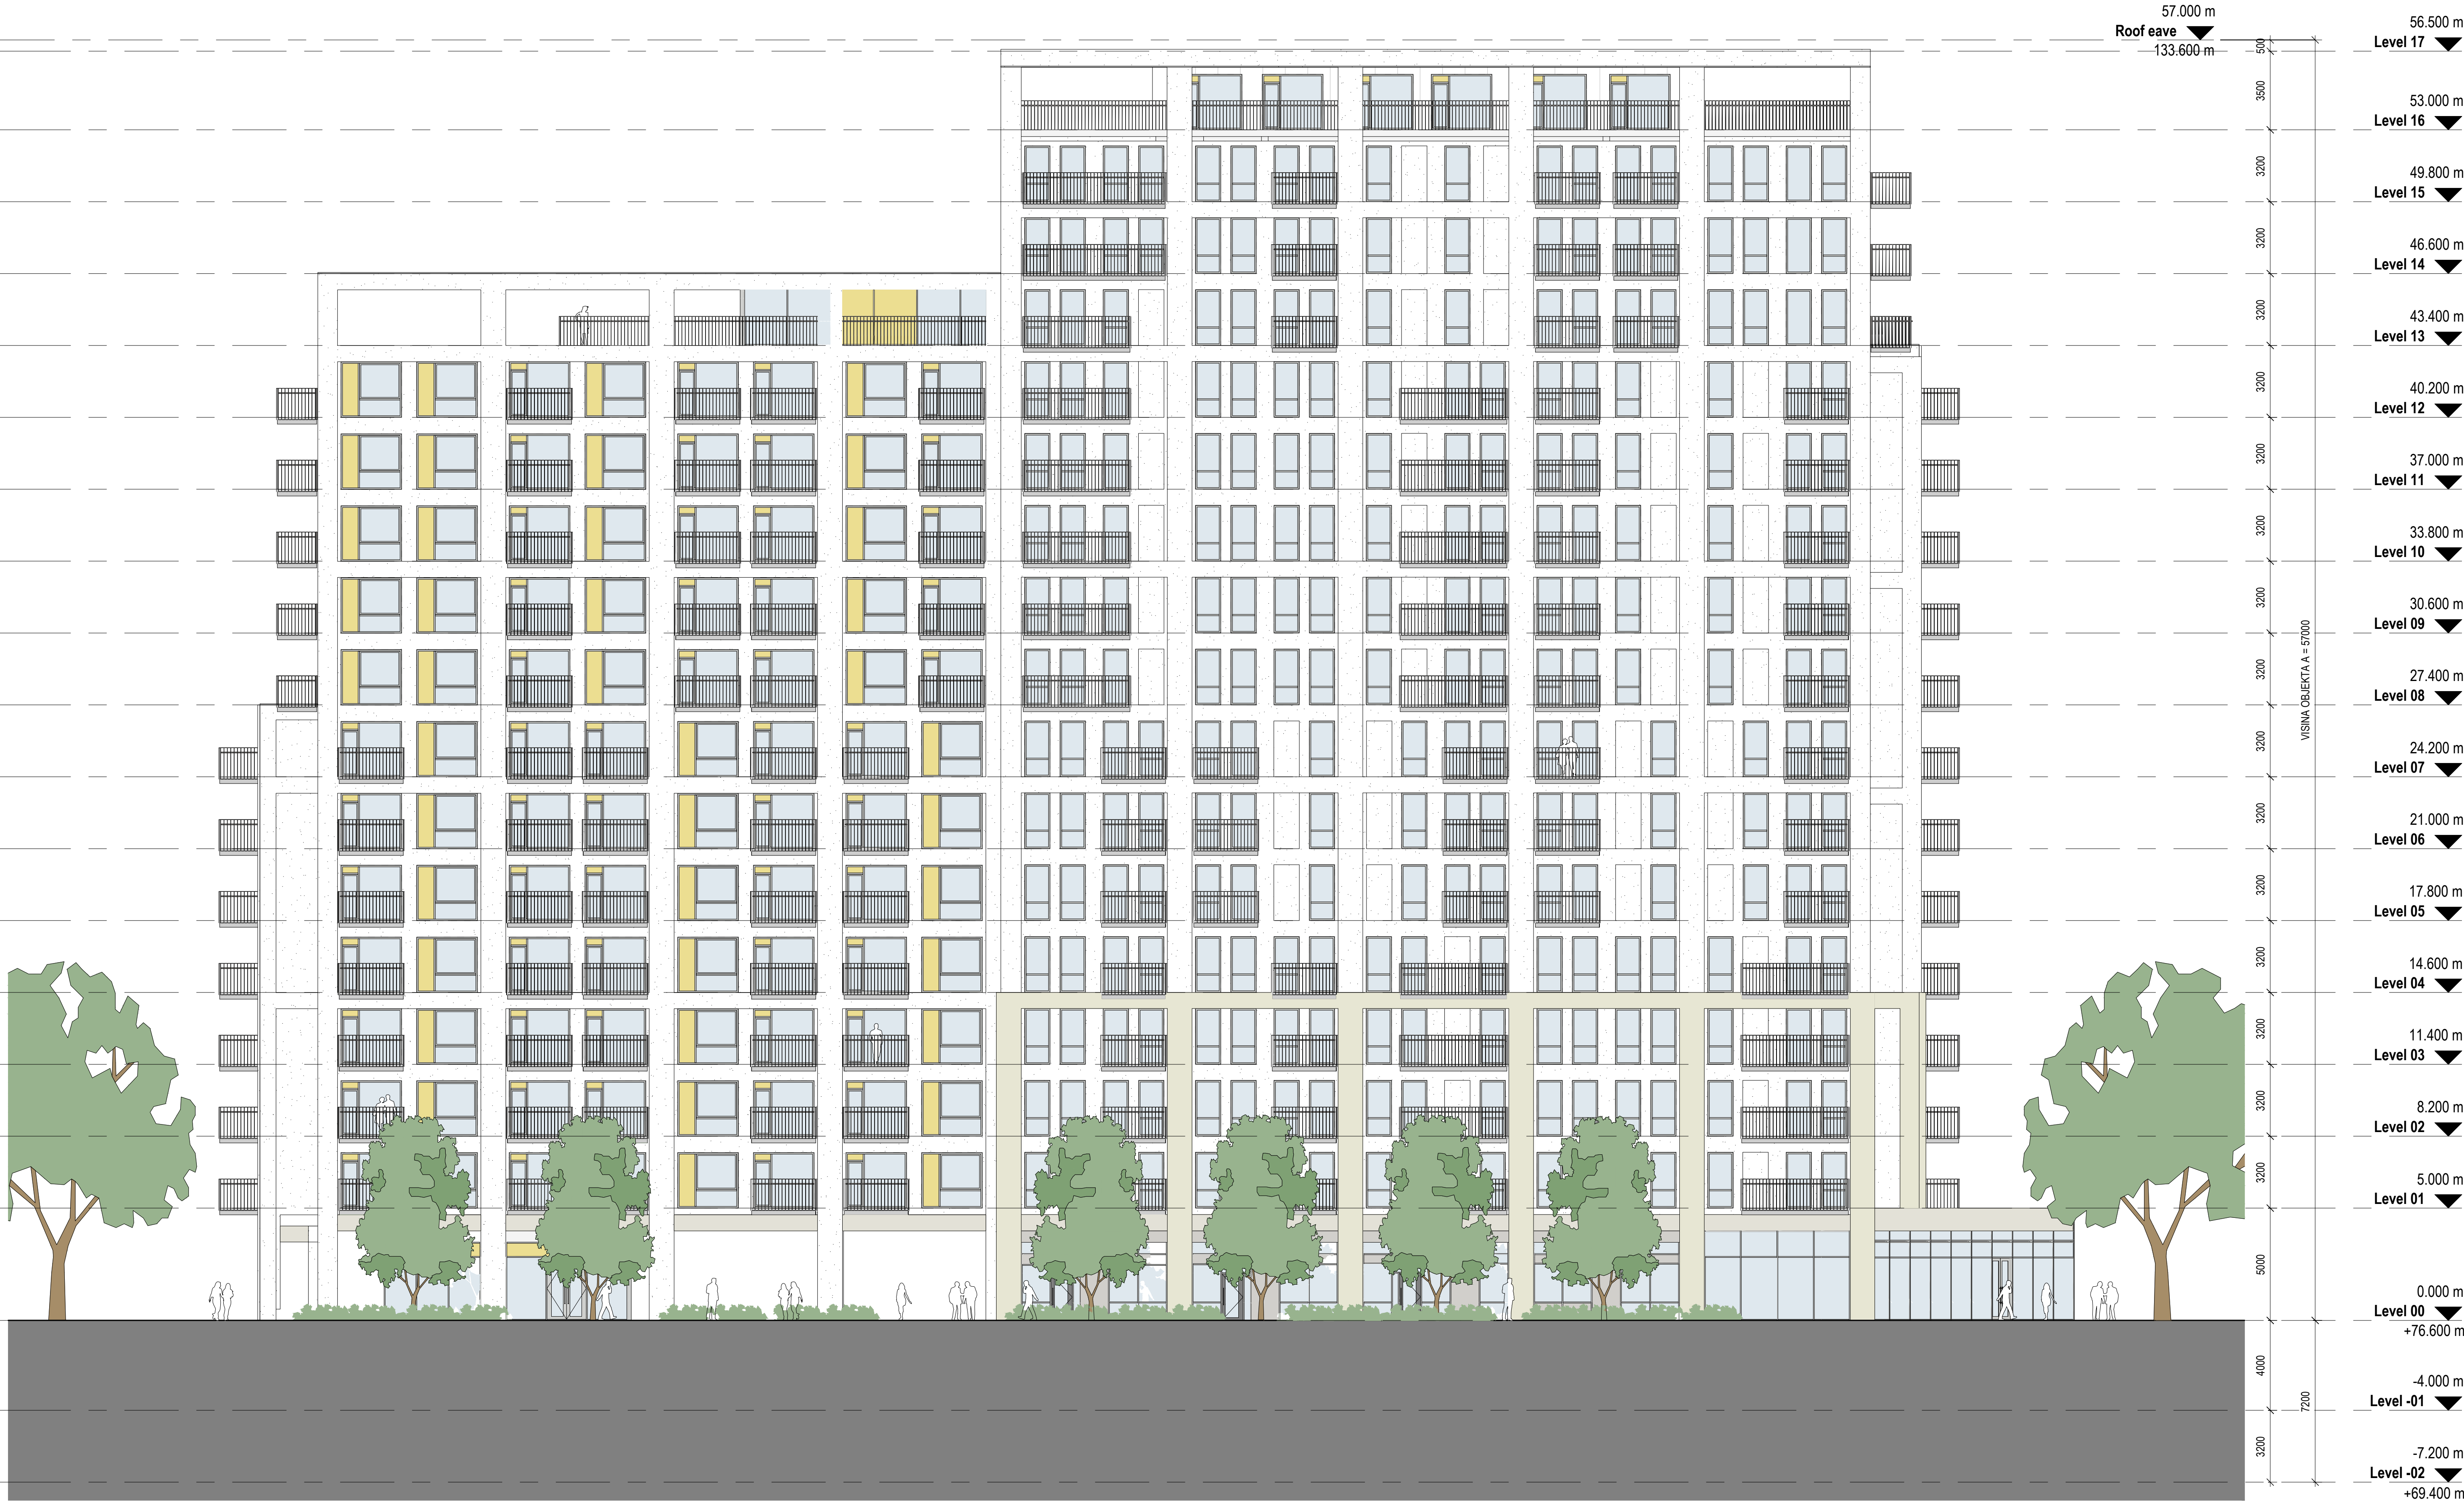 57.000 m
Roof eave
133.600 m
56.500 m
Level 17
500
3500
53.000 m
Level 16
3200
49.800 m
Level 15
3200
46.600 m
Level 14
3200
43.400 m
Level 13
3200
40.200 m
Level 12
3200
37.000 m
Level 11
3200
33.800 m
Level 10
3200
30.600 m
Level 09
VISINA OBJEKTA A = 57000
3200
27.400 m
Level 08
3200
24.200 m
Level 07
3200
21.000 m
Level 06
3200
17.800 m
Level 05
3200
14.600 m
Level 04
3200
11.400 m
Level 03
3200
8.200 m
Level 02
3200
5.000 m
Level 01
5000
0.000 m
Level 00
+76.600 m
4000
-4.000 m
Level -01
7200
3200
-7.200 m
Level -02
+69.400 m